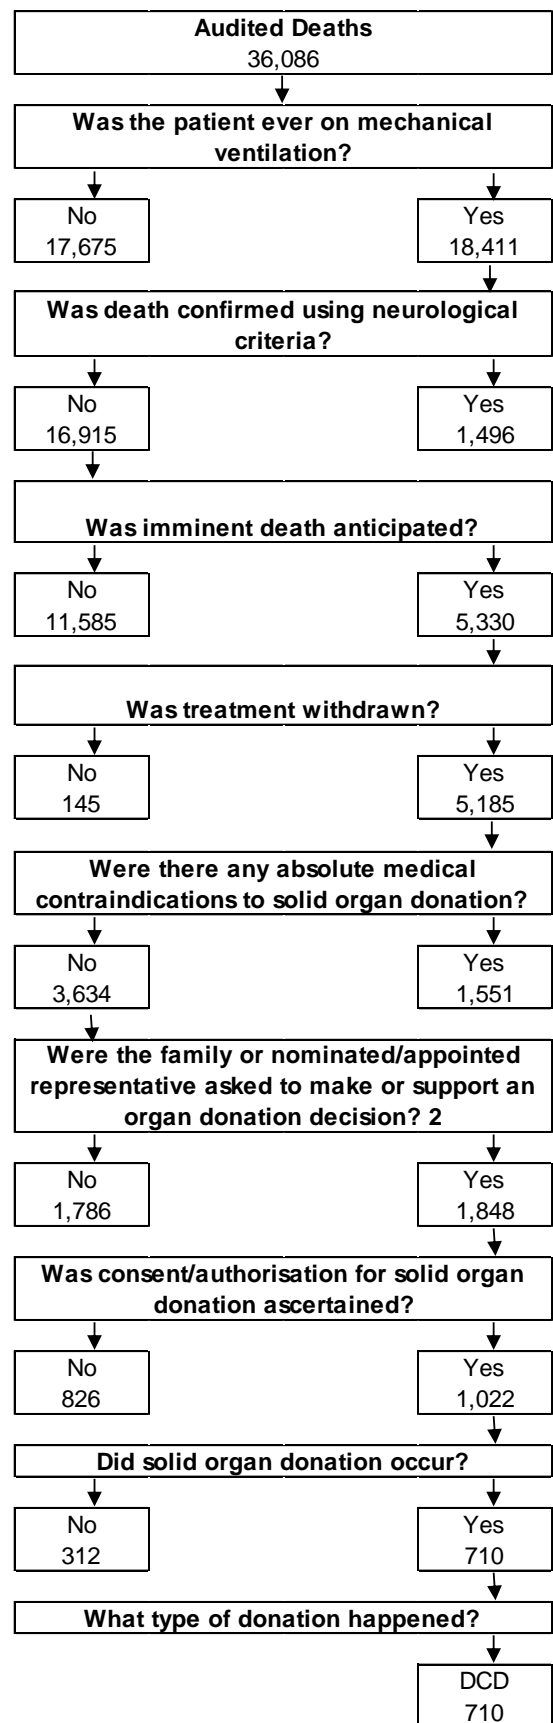 Audited Deaths
36,086
Was the patient ever on mechanical
ventilation?
No
17,675
Yes
18,411
Was death confirmed using neurological
criteria?
No
16,915
Yes
1,496
Was imminent death anticipated?
No
11,585
Yes
5,330
Was treatment withdrawn?
No
145
Yes
5,185
Were there any absolute medical
contraindications to solid organ donation?
No
3,634
Yes
1,551
Were the family or nominated/appointed
representative asked to make or support an
organ donation decision? 2
No
1,786
Yes
1,848
Was consent/authorisation for solid organ
donation ascertained?
No
826
Yes
1,022
Did solid organ donation occur?
No
312
Yes
710
What type of donation happened?
DCD
710